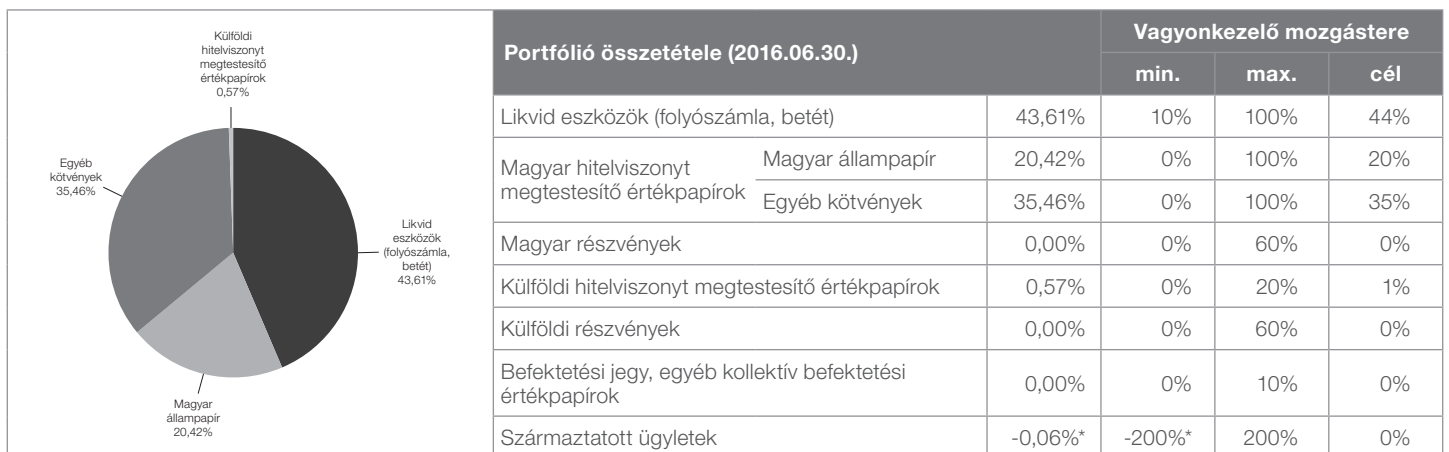 Külföldi
hitelviszonyt
megtestesítő
értékpapírok
0,57%
Egyéb
kötvények
35,46%
Likvid
eszközök
(folyószámla,
betét)
43,61%
Magyar
állampapír
20,42%
Portfólió összetétele (2016.06.30.)
Vagyonkezelő mozgástere
min. max. cél
Likvid eszközök (folyószámla, betét) 43,61% 10% 100% 44%
Magyar hitelviszonyt
megtestesítő értékpapírok
Magyar állampapír 20,42% 0% 100% 20%
Egyéb kötvények 35,46% 0% 100% 35%
Magyar részvények 0,00% 0% 60% 0%
Külföldi hitelviszonyt megtestesítő értékpapírok 0,57% 0% 20% 1%
Külföldi részvények 0,00% 0% 60% 0%
Befektetési jegy, egyéb kollektív befektetési
értékpapírok 0,00% 0% 10% 0%
Származtatott ügyletek -0,06%* -200%* 200% 0%